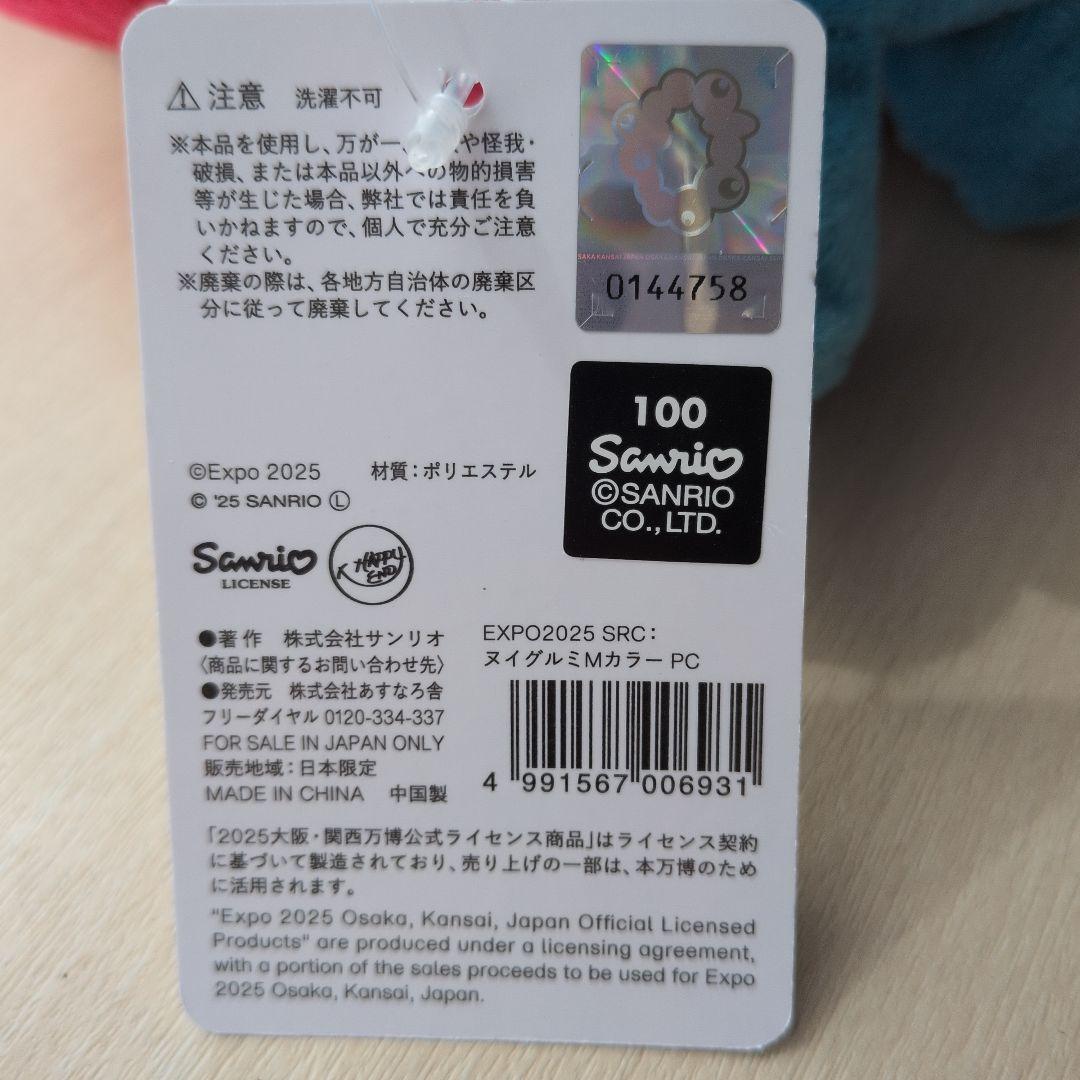 ⚠注意 洗濯不可
※本品を使用し、万が一、や怪我・
破損、または本品以外への物的損害
等が生じた場合、弊社では責任を負
いかねますので、個人で充分ご注意
ください。
※廃棄の際は、各地方自治体の廃棄区
分に従って廃棄してください。
0144758
100
Sanrio
©SANRIO
CO.,LTD.
©Expo 2025 材質:ポリエステル
© '25 SANRIO Ⓛ
Sanrio
LICENSE
HAPPY
END
●著作 株式会社サンリオ
〈商品に関するお問い合わせ先〉
●発売元 株式会社あすなろ舎
フリーダイヤル 0120-334-337
FOR SALE IN JAPAN ONLY
販売地域:日本限定
MADE IN CHINA 中国製
EXPO2025 SRC:
ヌイグルミMカラー PC
4 991567 006931
「2025大阪・関西万博公式ライセンス商品」はライセンス契約
に基づいて製造されており、売り上げの一部は、本万博のため
に活用されます。
"Expo 2025 Osaka, Kansai, Japan Official Licensed
Products" are produced under a licensing agreement,
with a portion of the sales proceeds to be used for Expo
2025 Osaka, Kansai, Japan.